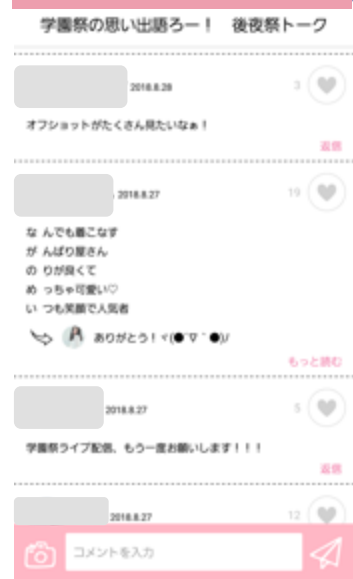 学園祭の思い出語ろー！ 後夜祭トーク
2018.8.28
3
オフショットがたくさん見たいなぁ！
返信
2018.8.27
19
な んでも着こなす
が んばり屋さん
の りが良くて
め っちゃ可愛い♡
い つも笑顔で人気者
ありがとう！ヾ(●´∇｀●)ﾉ
もっと読む
2018.8.27
5
学園祭ライブ配信、もう一度お願いします！！！
返信
2018.8.27
12
コメントを入力